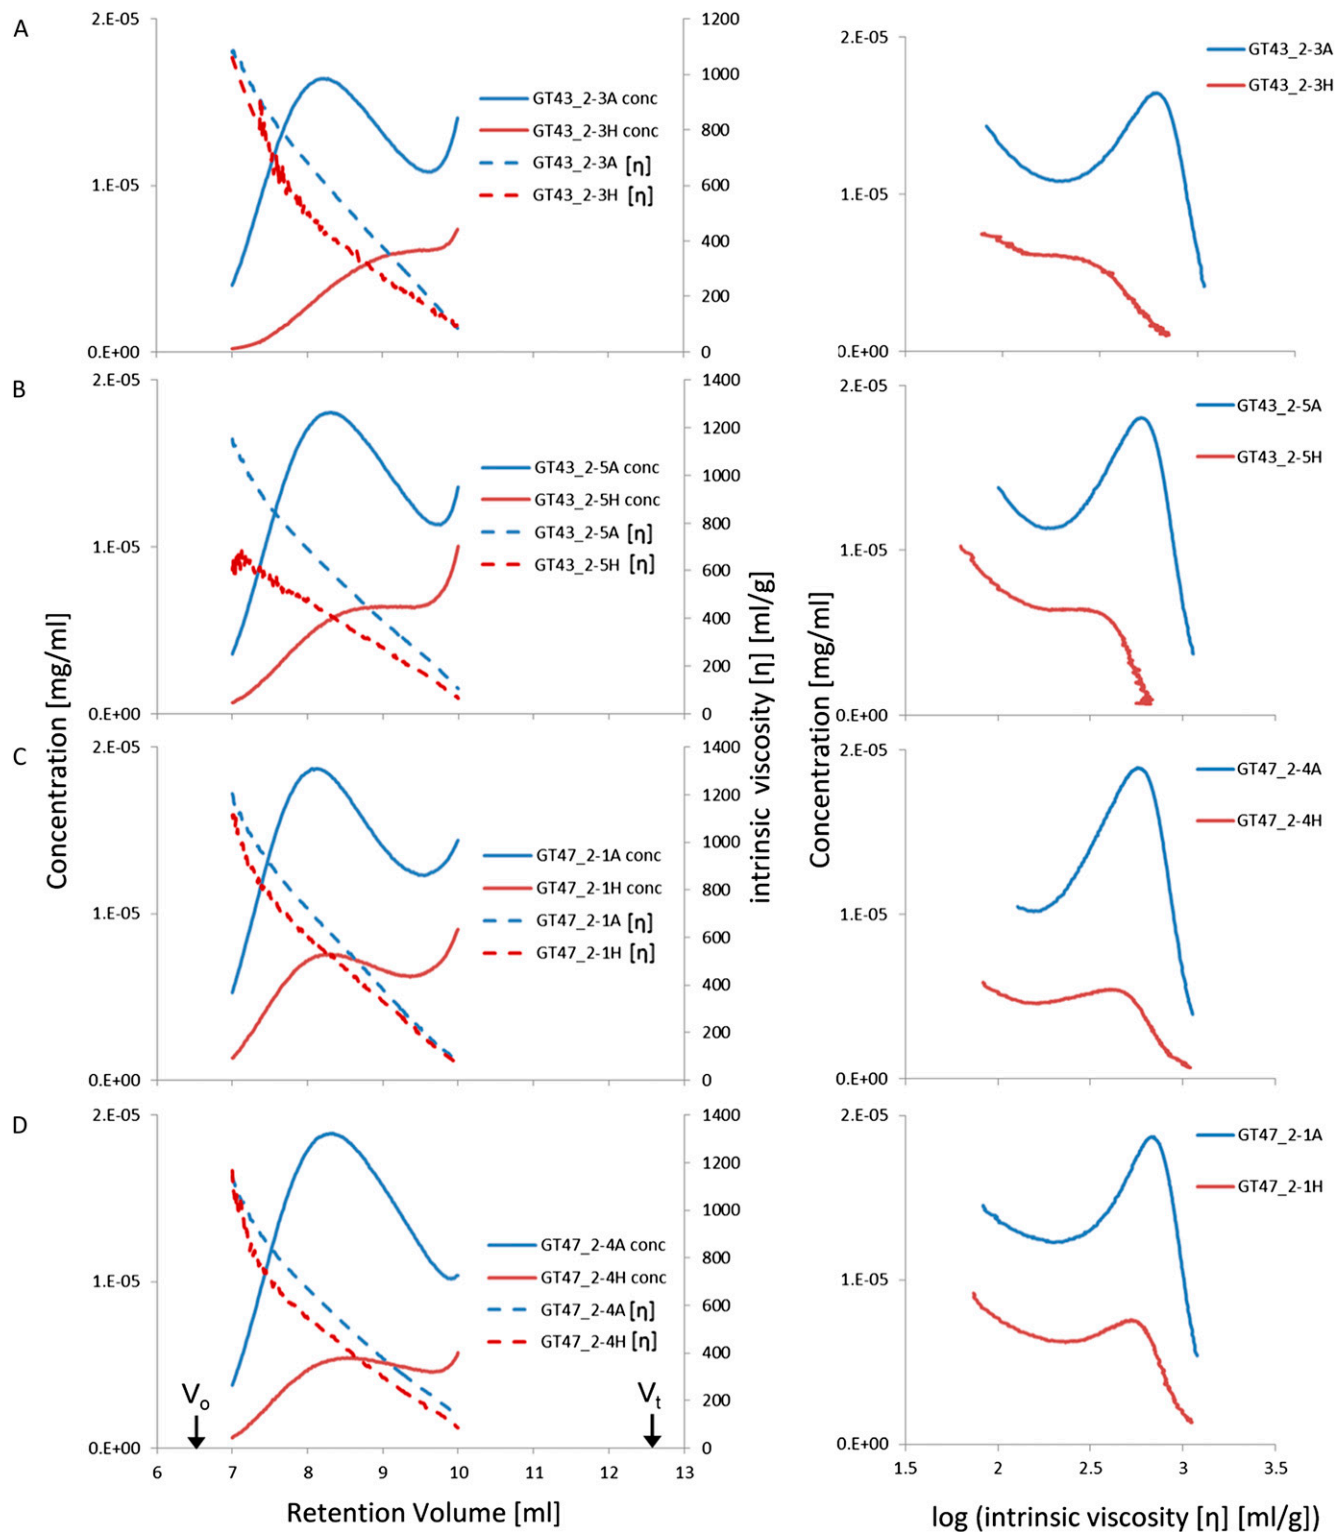 A
2.E-05
1.E-05
0.E+00
1200
1000
800
600
400
200
0
GT43_2-3A conc
GT43_2-3H conc
GT43_2-3A [η]
GT43_2-3H [η]
2.E-05
1.E-05
0.E+00
GT43_2-3A
GT43_2-3H
B
2.E-05
1.E-05
0.E+00
1400
1200
1000
800
600
400
200
0
GT43_2-5A conc
GT43_2-5H conc
GT43_2-5A [η]
GT43_2-5H [η]
2.E-05
1.E-05
0.E+00
GT43_2-5A
GT43_2-5H
Concentration [mg/ml]
intrinsic viscosity [η] [ml/g]
Concentration [mg/ml]
C
2.E-05
1.E-05
0.E+00
1400
1200
1000
800
600
400
200
0
GT47_2-1A conc
GT47_2-1H conc
GT47_2-1A [η]
GT47_2-1H [η]
2.E-05
1.E-05
0.E+00
GT47_2-4A
GT47_2-4H
D
2.E-05
1.E-05
0.E+00
1400
1200
1000
800
600
400
200
0
GT47_2-4A conc
GT47_2-4H conc
GT47_2-4A [η]
GT47_2-4H [η]
Vo
Vt
6 7 8 9 10 11 12 13
Retention Volume [ml]
2.E-05
1.E-05
0.E+00
GT47_2-1A
GT47_2-1H
1.5 2 2.5 3 3.5
log (intrinsic viscosity [η] [ml/g])